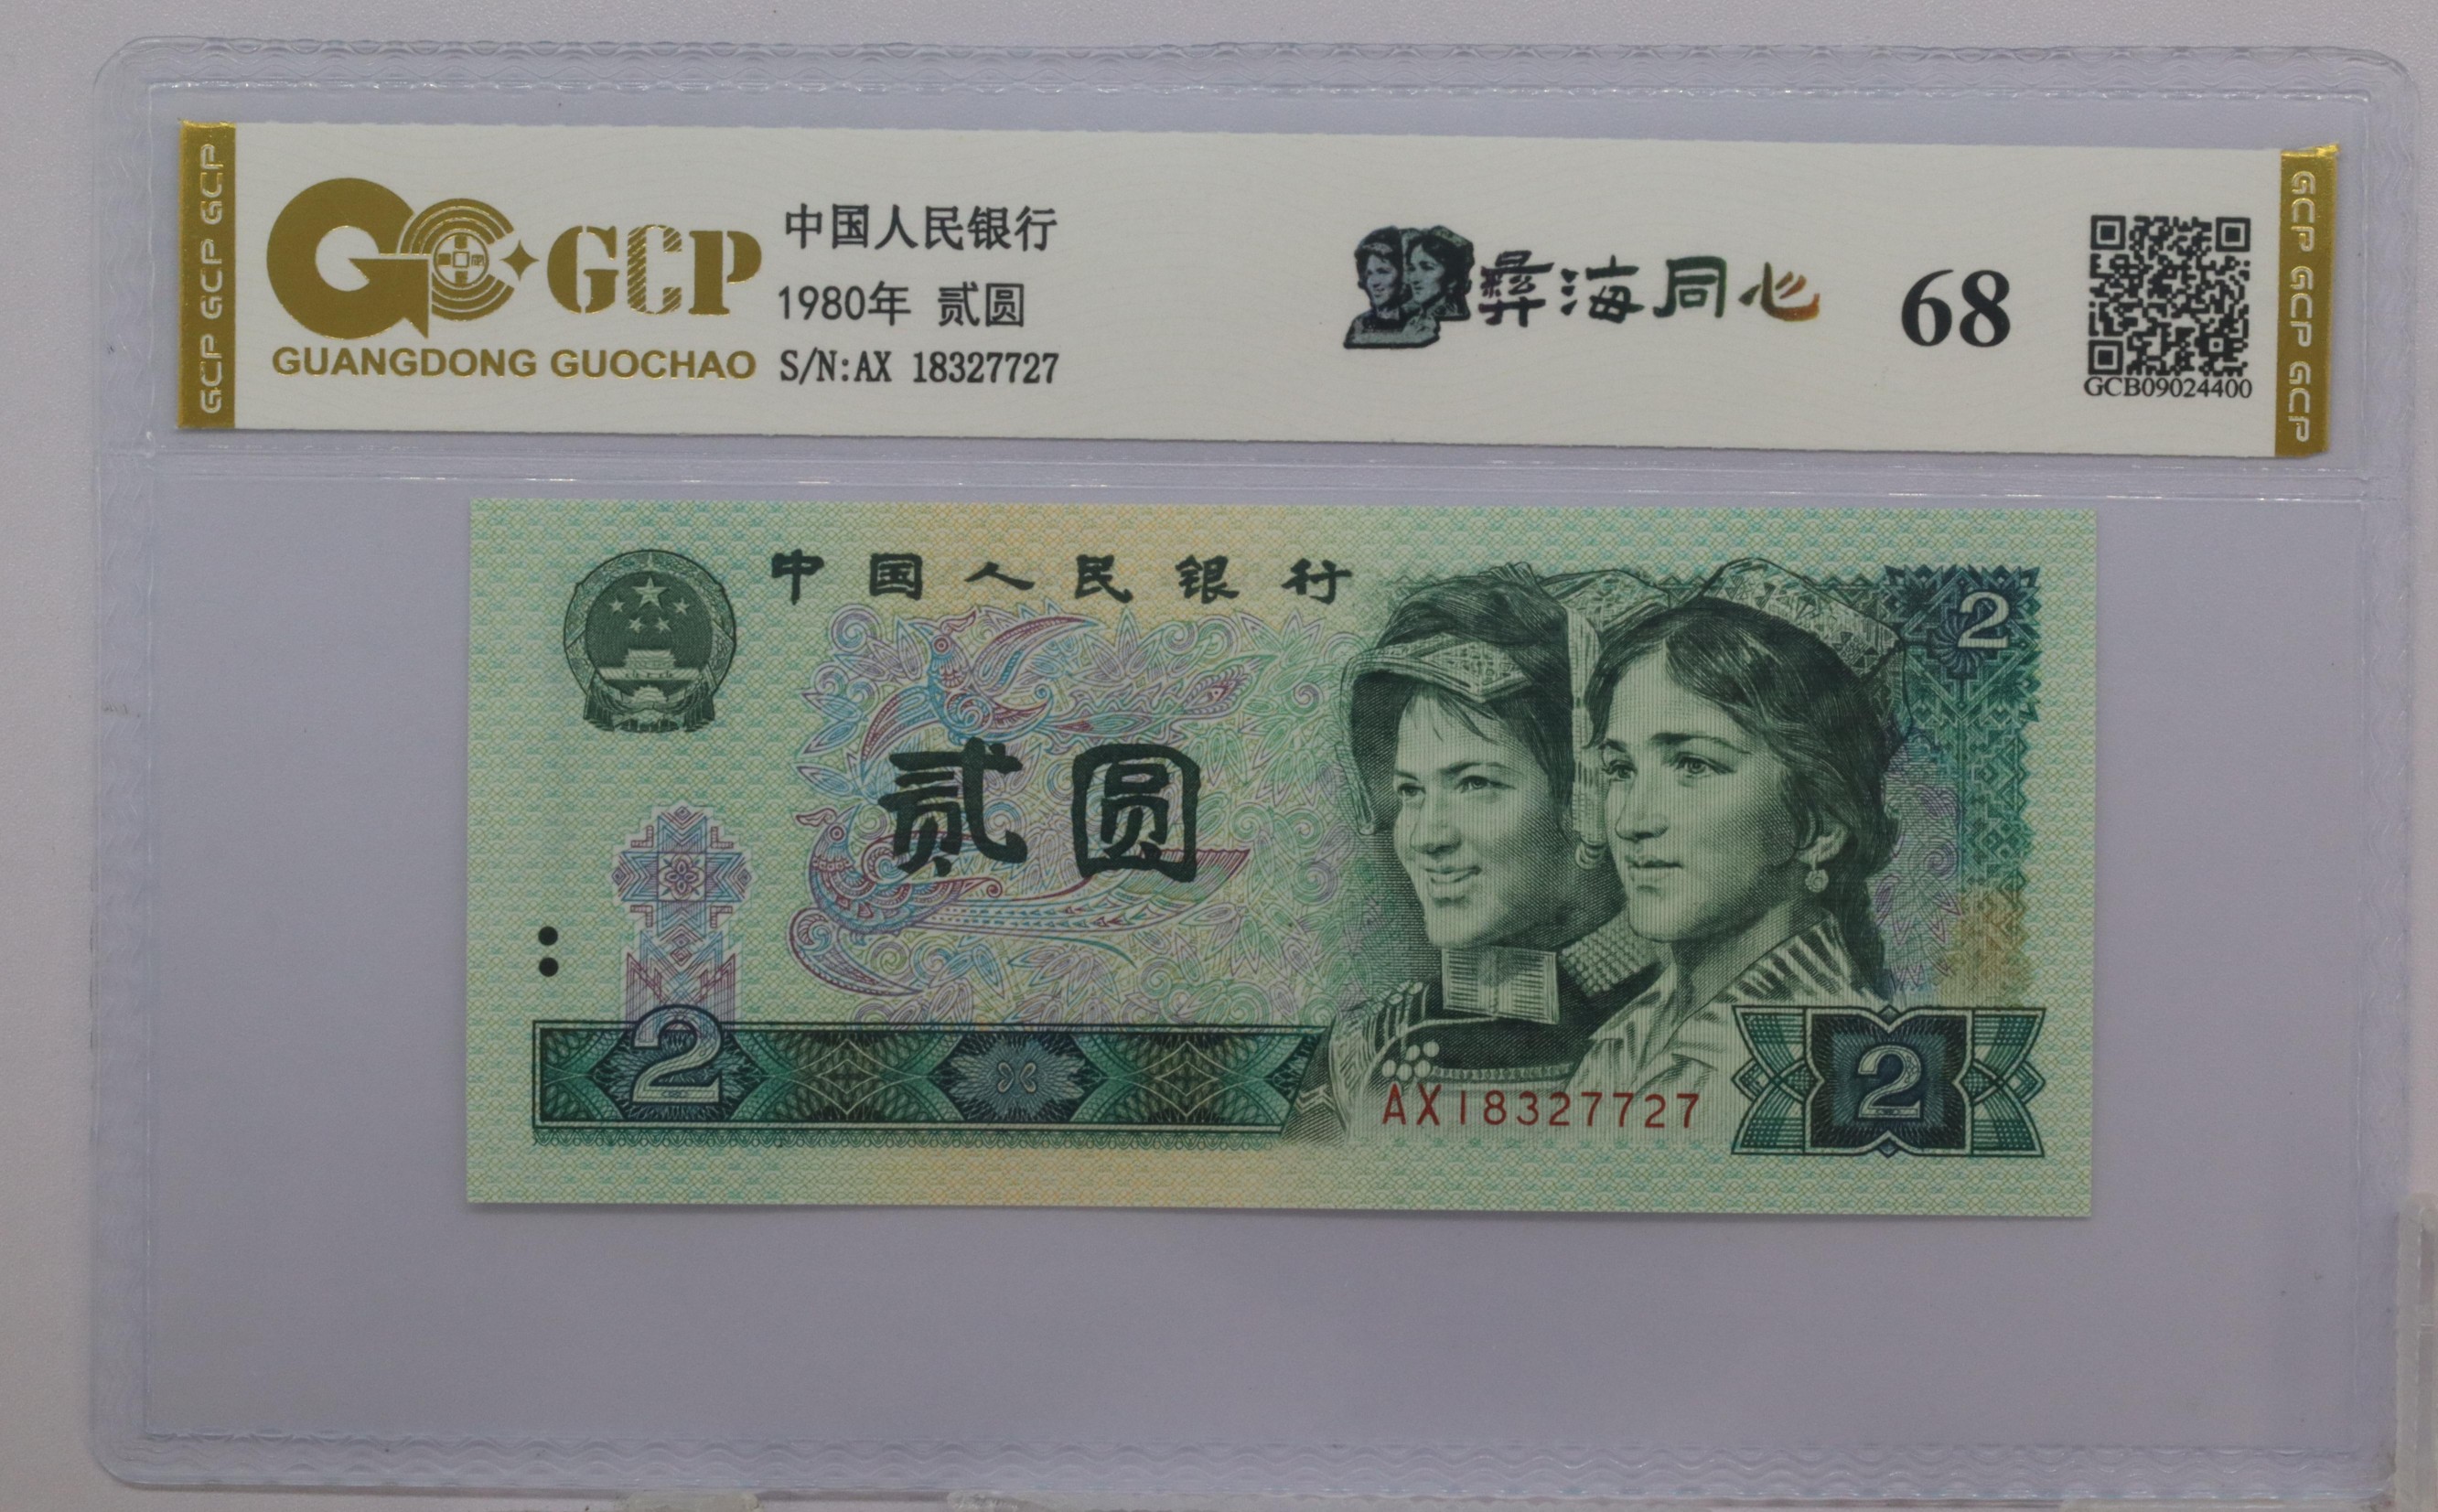 GCP GCP GCP
GCP
GUANGDONG GUOCHAO
中国人民银行
1980年 贰圆
S/N:AX 18327727
彝海同心
68
GCB09024400
GCP GCP GCP
中国人民银行
2
贰圆
2
AX18327727
2